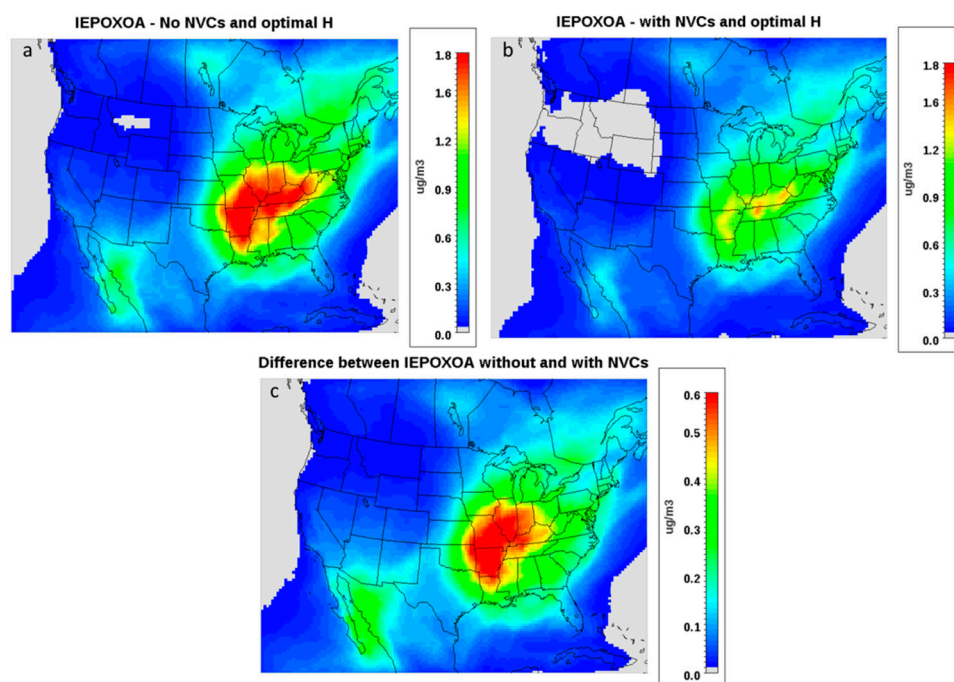 IEPOXOA - No NVCs and optimal H
a
1.8
1.6
1.2
0.9
0.6
0.3
0.0
ug/m3
IEPOXOA - with NVCs and optimal H
b
1.8
1.6
1.2
0.9
0.6
0.3
0.0
ug/m3
Difference between IEPOXOA without and with NVCs
c
0.6
0.5
0.4
0.3
0.2
0.1
0.0
ug/m3